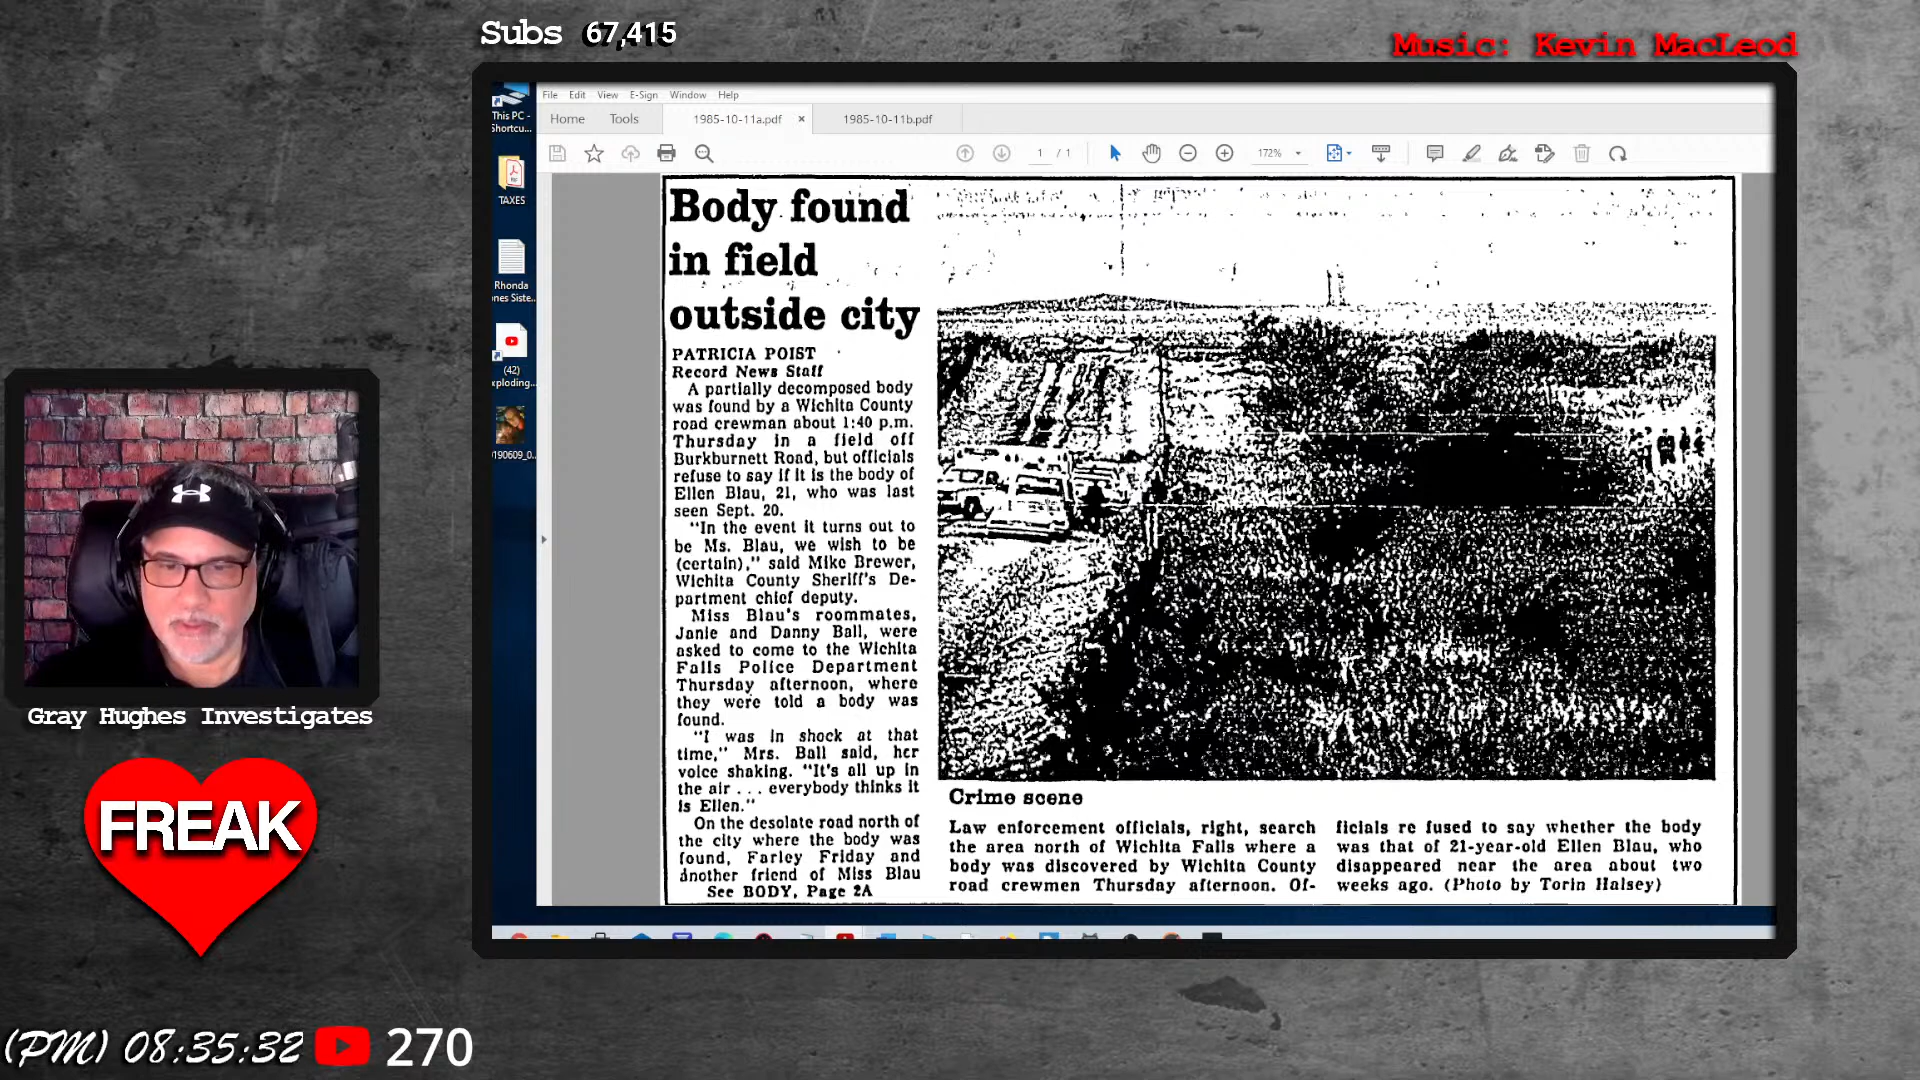 Subs 67,415
Music: Kevin MacLeod
This PC -
Shortcu...
TAXES
Rhonda
ones Siste...
(42)
xploding...
!0190609_0...
File Edit View E-Sign Window Help
Home Tools 1985-10-11a.pdf × 1985-10-11b.pdf
1 / 1 172%
Body found
in field
outside city
PATRICIA POIST
Record News Staff
A partially decomposed body
was found by a Wichita County
road crewman about 1:40 p.m.
Thursday in a field off
Burkburnett Road, but officials
refuse to say if it is the body of
Ellen Blau, 21, who was last
seen Sept. 20.
"In the event it turns out to
be Ms. Blau, we wish to be
(certain)," said Mike Brewer,
Wichita County Sheriff's De-
partment chief deputy.
Miss Blau's roommates,
Janie and Danny Ball, were
asked to come to the Wichita
Falls Police Department
Thursday afternoon, where
they were told a body was
found.
"I was in shock at that
time," Mrs. Ball said, her
voice shaking. "It's all up in
the air . . . everybody thinks it
is Ellen."
On the desolate road north of
the city where the body was
found, Farley Friday and
another friend of Miss Blau
See BODY, Page 2A
Crime scene
Law enforcement officials, right, search
the area north of Wichita Falls where a
body was discovered by Wichita County
road crewmen Thursday afternoon. Of-
ficials re fused to say whether the body
was that of 21-year-old Ellen Blau, who
disappeared near the area about two
weeks ago. (Photo by Torin Halsey)
Gray Hughes Investigates
FREAK
(PM) 08:35:32 270